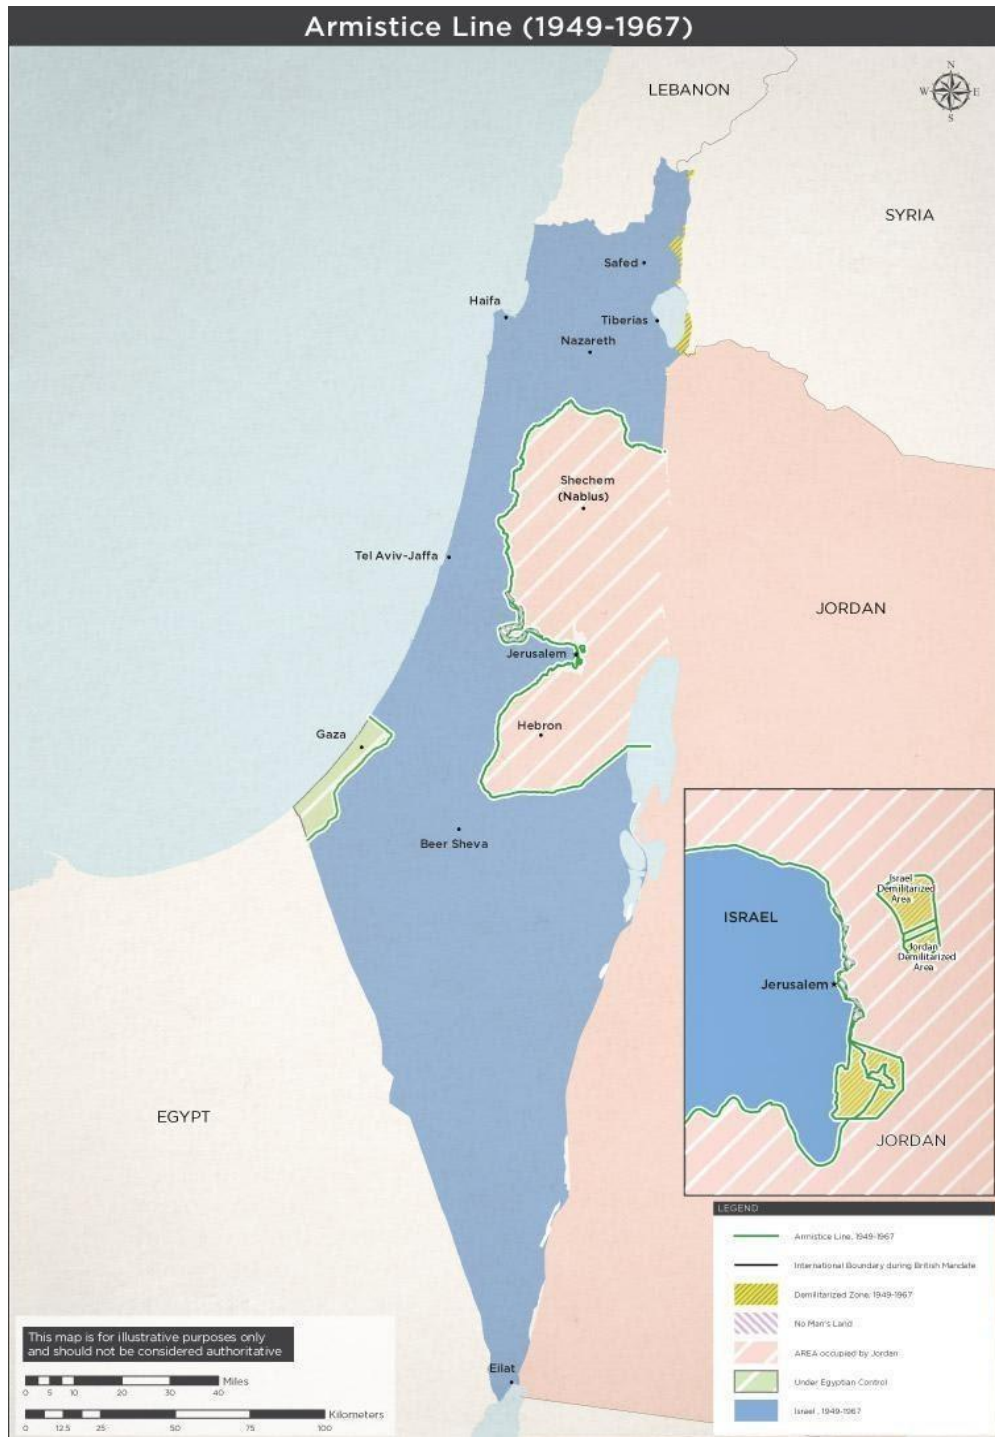 Armistice Line (1949-1967)
LEBANON
N
W
E
S
SYRIA
Safed
Haifa
Tiberias
Nazareth
Shechem
(Nablus)
Tel Aviv-Jaffa
JORDAN
Jerusalem
Hebron
Gaza
Beer Sheva
Israel
Demilitarized
Area
ISRAEL
Jordan
Demilitarized
Area
Jerusalem
EGYPT
JORDAN
LEGEND
Armistice Line, 1949-1967
International Boundary during British Mandate
Demilitarized Zone, 1949-1967
No Man's Land
AREA occupied by Jordan
Under Egyptian Control
Israel , 1949-1967
This map is for illustrative purposes only
and should not be considered authoritative
Eilat
Miles
0 5 10 20 30 40
Kilometers
0 12.5 25 50 75 100